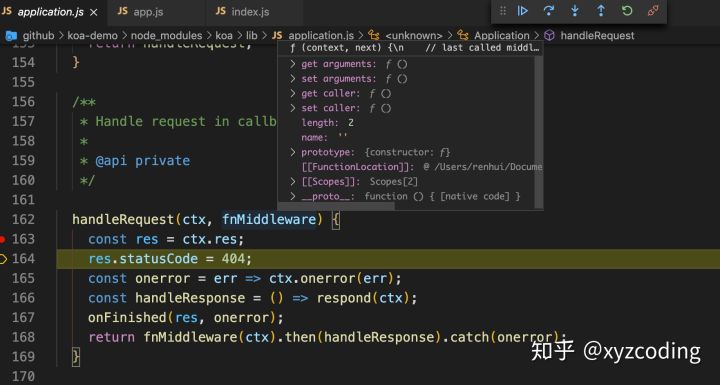 JS application.js ×
JS app.js
JS index.js
github > koa-demo > node_modules > koa > lib > JS application.js > <unknown> > Application > handleRequest
ƒ (context, next) {\n    // last called middl…
> get arguments: ƒ ()
> set arguments: ƒ ()
> get caller: ƒ ()
> set caller: ƒ ()
length: 2
name: ''
> prototype: {constructor: ƒ}
[[FunctionLocation]]: @ /Users/renhui/Docume
> [[Scopes]]: Scopes[2]
> __proto__: function () { [native code] }
153 return handleRequest;
154 }
155
156 /**
157 * Handle request in callb
158 *
159 * @api private
160 */
161
162 handleRequest(ctx, fnMiddleware) {
163 const res = ctx.res;
164 res.statusCode = 404;
165 const onerror = err => ctx.onerror(err);
166 const handleResponse = () => respond(ctx);
167 onFinished(res, onerror);
168 return fnMiddleware(ctx).then(handleResponse).catch(onerror);
169 }
170
知乎 @xyzcoding